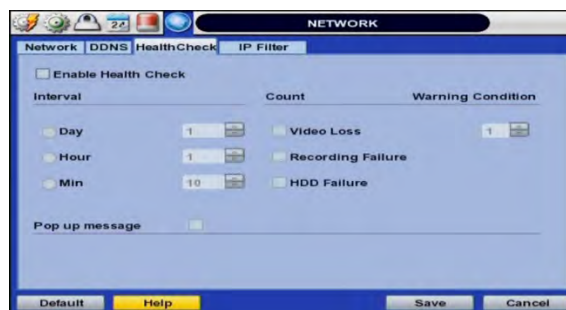 NETWORK
Network DDNS HealthCheck IP Filter
Enable Health Check
Interval Count Warning Condition
Day 1 Video Loss 1
Hour 1 Recording Failure
Min 10 HDD Failure
Pop up message
Default Help Save Cancel